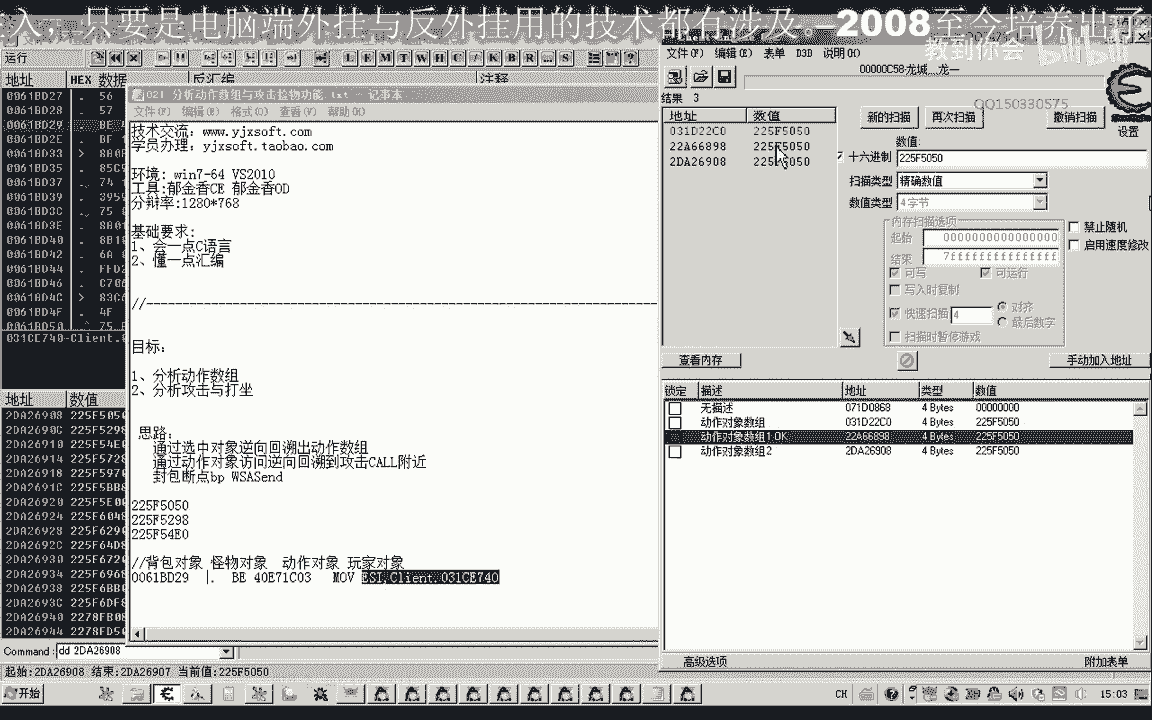 入，只要是电脑端外挂与反外挂用的技术都有涉及。—2008至今培养出了
教到你会 bilibili
运行
L E M T W H C / K B R ... S
文件(F) 编辑(E) 表单 D3D 说明(O)
00000C58-龙城...龙一
QQ150330575
地址 HEX 数据 反汇编 注释
0061BD27 . 56
0061BD28 . 57
0061BD29 . BE
0061BD2E . BF
0061BD33 >
0061BD35 . 85C
0061BD37 . 74
0061BD39 . 395
0061BD3C . 75
0061BD3E .
0061BD40 .
0061BD42 . 6A
0061BD44 . FFD2
0061BD46 . C706
0061BD4C > 83C6
0061BD4F . 4F
0061BD50 . 75
031CE740-Client.
地址 数值
2DA26908 225F505
2DA2690C 225F529
2DA26910 225F54E
2DA26914 225F572
2DA26918 225F597
2DA2691C 225F5BB
2DA26920 225F5E0
2DA26924 225F604
2DA26928 225F629
2DA2692C 225F64D
2DA26930 225F672
2DA26934 225F696
2DA26938 225F6BB
2DA2693C 225F6DF
2DA26940 2278FB0
2DA26944 2278FD5
021 分析动作数组与攻击捡物功能.txt - 记事本
文件(F) 编辑(E) 格式(O) 查看(V) 帮助(H)
技术交流：www.yjxsoft.com
学员办理：yjxsoft.taobao.com
环境：win7-64 VS2010
工具:郁金香CE 郁金香OD
分辩率:1280*768
基础要求:
1、会一点C语言
2、懂一点汇编
目标：
1、分析动作数组
2、分析攻击与打坐
思路：
通过选中对象逆向回溯出动作数组
通过动作对象访问逆向回溯到攻击CALL附近
封包断点bp WSASend
225F5050
225F5298
225F54E0
//背包对象 怪物对象 动作对象 玩家对象
0061BD29 |. BE 40E71C03 MOV ESI,Client.031CE740
Command: dd 2DA26908
起始:2DA26908 结束:2DA26907 当前值:225F5050
结果 3
地址 数值
031D22C0 225F5050
22A66898 225F5050
2DA26908 225F5050
新的扫描 再次扫描 撤销扫描 设置
数值:
十六进制 225F5050
扫描类型 精确数值
数值类型 4字节
内存扫描选项
起始 0000000000000000
结束 7fffffffffffffff
可写 可运行
写入时复制
快速扫描 4 对齐
最后数字
扫描时暂停游戏
禁止随机
启用速度修改
查看内存 手动加入地址
锁定 描述 地址 类型 数值
无描述 071D0868 4 Bytes 00000000
动作对象数组 031D22C0 4 Bytes 225F5050
动作对象数组1 OK 22A66898 4 Bytes 225F5050
动作对象数组2 2DA26908 4 Bytes 225F5050
高级选项 附加表单
开始 CH 15:03